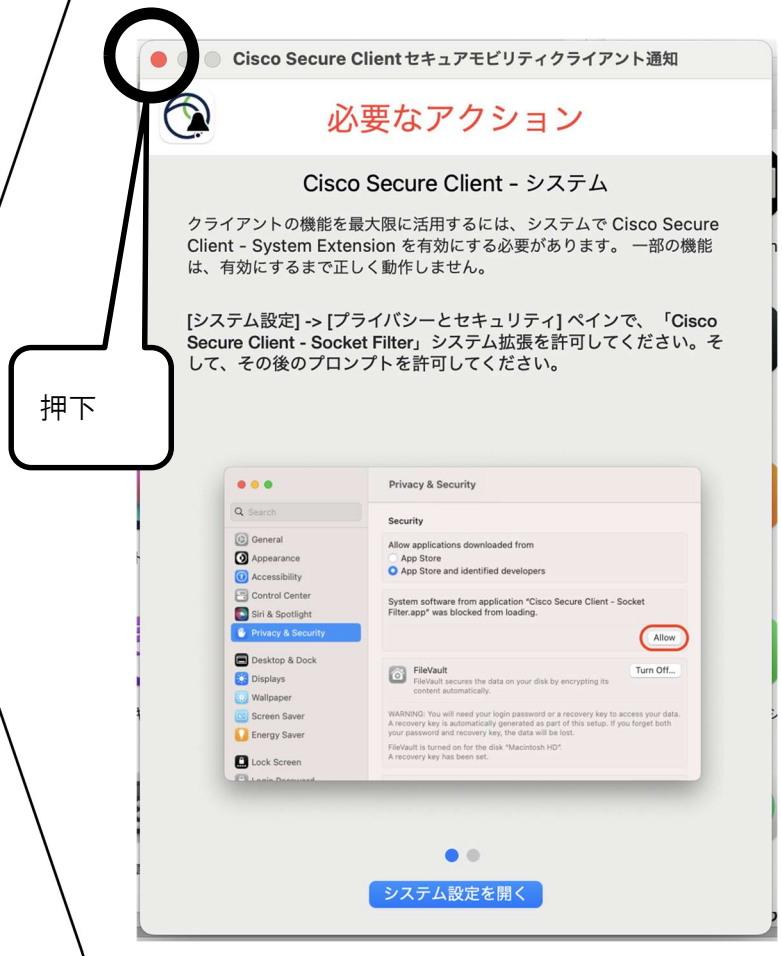 Cisco Secure Client セキュアモビリティクライアント通知
必要なアクション
Cisco Secure Client - システム
クライアントの機能を最大限に活用するには、システムで Cisco Secure
Client - System Extension を有効にする必要があります。 一部の機能
は、有効にするまで正しく動作しません。
[システム設定] -> [プライバシーとセキュリティ] ペインで、「Cisco
Secure Client - Socket Filter」システム拡張を許可してください。そ
して、その後のプロンプトを許可してください。
押下
Privacy & Security
Search
General
Appearance
Accessibility
Control Center
Siri & Spotlight
Privacy & Security
Desktop & Dock
Displays
Wallpaper
Screen Saver
Energy Saver
Lock Screen
Login Password
Security
Allow applications downloaded from
App Store
App Store and identified developers
System software from application "Cisco Secure Client - Socket
Filter.app" was blocked from loading.
Allow
FileVault
Turn Off...
FileVault secures the data on your disk by encrypting its
content automatically.
WARNING: You will need your login password or a recovery key to access your data.
A recovery key is automatically generated as part of this setup. If you forget both
your password and recovery key, the data will be lost.
FileVault is turned on for the disk "Macintosh HD".
A recovery key has been set.
システム設定を開く